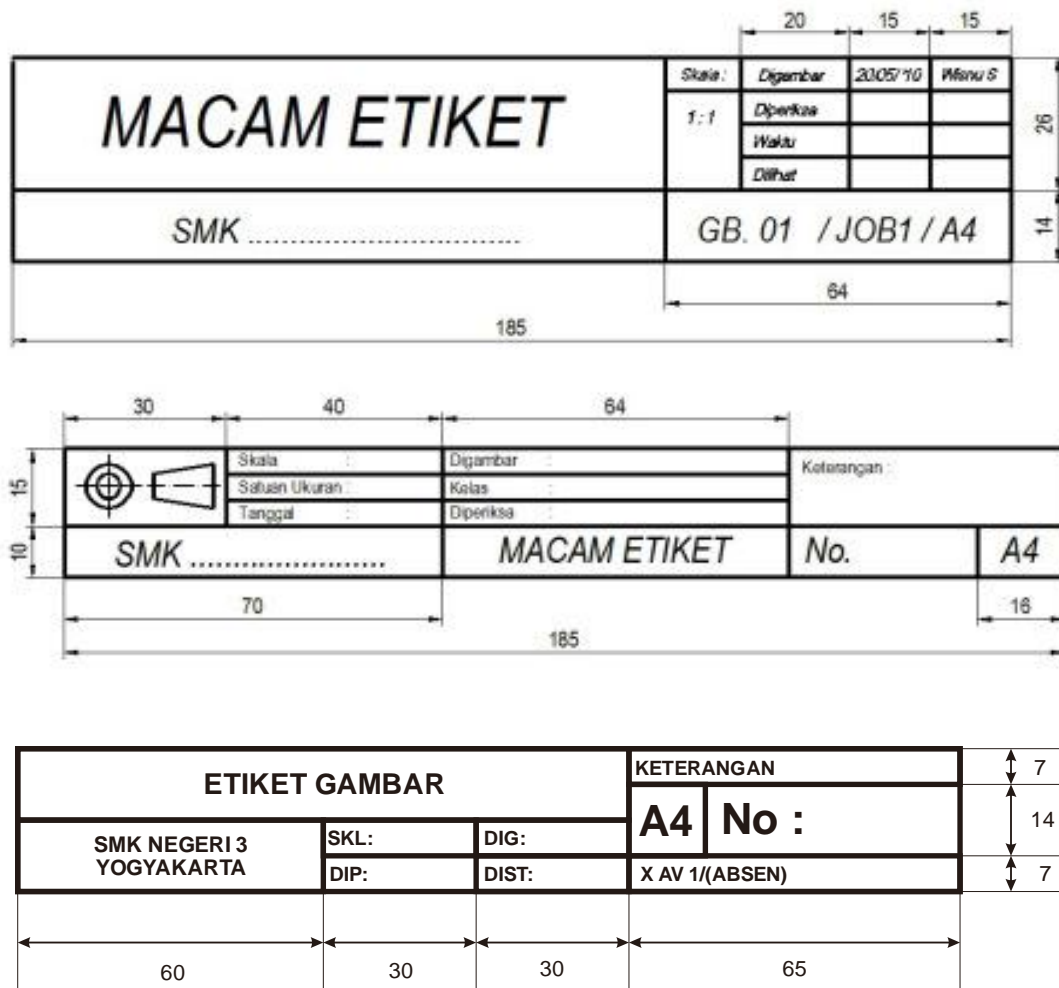 20 15 15
Skala : Digambar 20/05/'10 Wisnu S
MACAM ETIKET
1 : 1 Diperiksa
Waktu
Dilihat
26
SMK ..............................
GB. 01 / JOB1 / A4
14
64
185
30 40 64
15
Skala : Digambar : Keterangan :
Satuan Ukuran : Kelas :
Tanggal : Diperiksa :
10
SMK ....................... MACAM ETIKET No. A4
70 16
185
ETIKET GAMBAR
KETERANGAN
7
A4 No :
14
SMK NEGERI 3
YOGYAKARTA
SKL: DIG:
DIP: DIST:
X AV 1/(ABSEN)
7
60 30 30 65